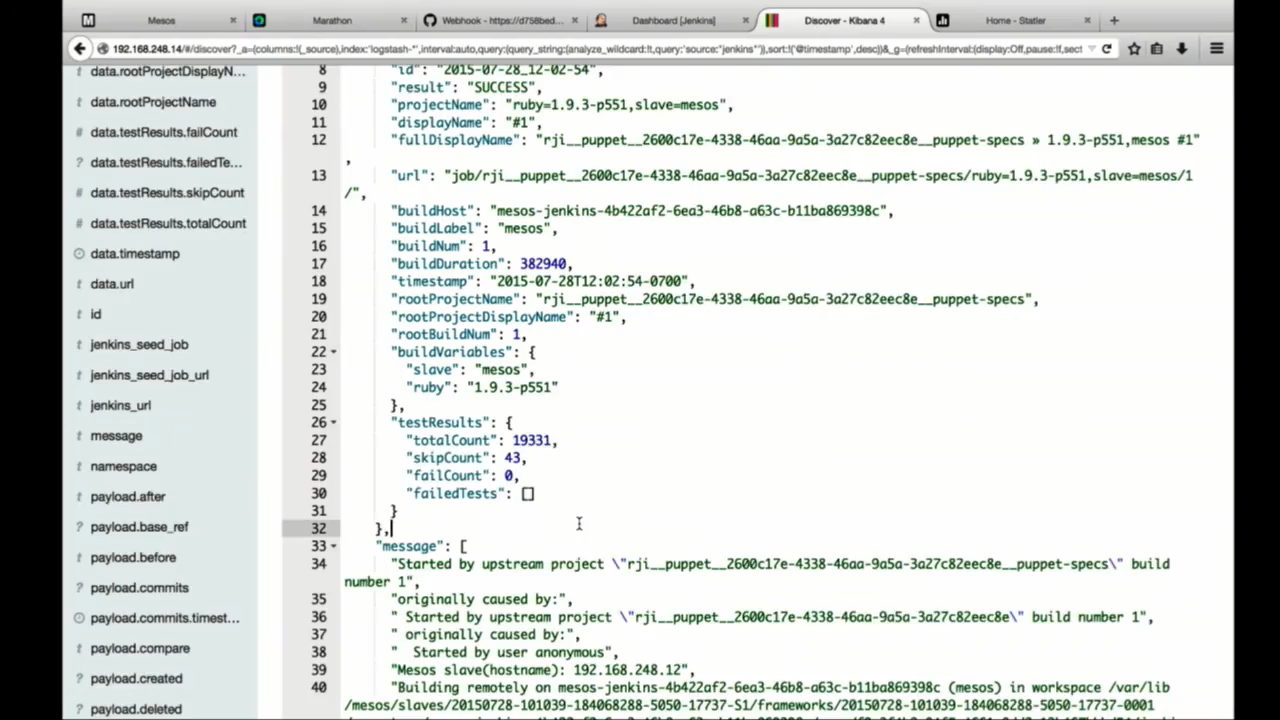 Mesos
Marathon
Webhook - https://d758bed...
Dashboard [Jenkins]
Discover - Kibana 4
Home - Statler
192.168.248.14/#/discover?_a=(columns:!(_source),index:'logstash-*',interval:auto,query:(query_string:(analyze_wildcard:!t,query:'source:"jenkins"')),sort:!('@timestamp',desc))&_g=(refreshInterval:(display:Off,pause:!f,sect
t data.rootProjectDisplayN...
t data.rootProjectName
# data.testResults.failCount
? data.testResults.failedTe...
# data.testResults.skipCount
# data.testResults.totalCount
data.timestamp
t data.url
t id
t jenkins_seed_job
t jenkins_seed_job_url
t jenkins_url
t message
t namespace
t payload.after
? payload.base_ref
t payload.before
? payload.commits
payload.commits.timest...
t payload.compare
? payload.created
? payload.deleted
8 "id": "2015-07-28_12-02-54",
9 "result": "SUCCESS",
10 "projectName": "ruby=1.9.3-p551,slave=mesos",
11 "displayName": "#1",
12 "fullDisplayName": "rji__puppet__2600c17e-4338-46aa-9a5a-3a27c82eec8e__puppet-specs » 1.9.3-p551,mesos #1"
,
13 "url": "job/rji__puppet__2600c17e-4338-46aa-9a5a-3a27c82eec8e__puppet-specs/ruby=1.9.3-p551,slave=mesos/1
/",
14 "buildHost": "mesos-jenkins-4b422af2-6ea3-46b8-a63c-b11ba869398c",
15 "buildLabel": "mesos",
16 "buildNum": 1,
17 "buildDuration": 382940,
18 "timestamp": "2015-07-28T12:02:54-0700",
19 "rootProjectName": "rji__puppet__2600c17e-4338-46aa-9a5a-3a27c82eec8e__puppet-specs",
20 "rootProjectDisplayName": "#1",
21 "rootBuildNum": 1,
22 "buildVariables": {
23 "slave": "mesos",
24 "ruby": "1.9.3-p551"
25 },
26 "testResults": {
27 "totalCount": 19331,
28 "skipCount": 43,
29 "failCount": 0,
30 "failedTests": []
31 }
32 },
33 "message": [
34 "Started by upstream project \"rji__puppet__2600c17e-4338-46aa-9a5a-3a27c82eec8e__puppet-specs\" build
number 1",
35 "originally caused by:",
36 " Started by upstream project \"rji__puppet__2600c17e-4338-46aa-9a5a-3a27c82eec8e\" build number 1",
37 " originally caused by:",
38 "  Started by user anonymous",
39 "Mesos slave(hostname): 192.168.248.12",
40 "Building remotely on mesos-jenkins-4b422af2-6ea3-46b8-a63c-b11ba869398c (mesos) in workspace /var/lib
/mesos/slaves/20150728-101039-184068288-5050-17737-S1/frameworks/20150728-101039-184068288-5050-17737-0001